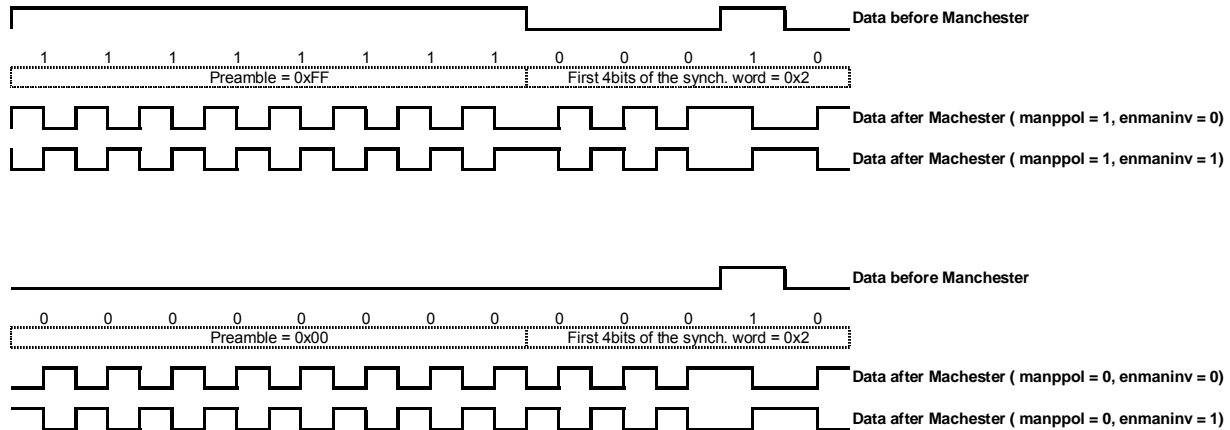 Data before Manchester
1 1 1 1 1 1 1 1 0 0 0 1 0
Preamble = 0xFF First 4bits of the synch. word = 0x2
Data after Machester ( manppol = 1, enmaninv = 0)
Data after Machester ( manppol = 1, enmaninv = 1)
Data before Manchester
0 0 0 0 0 0 0 0 0 0 0 1 0
Preamble = 0x00 First 4bits of the synch. word = 0x2
Data after Machester ( manppol = 0, enmaninv = 0)
Data after Machester ( manppol = 0, enmaninv = 1)